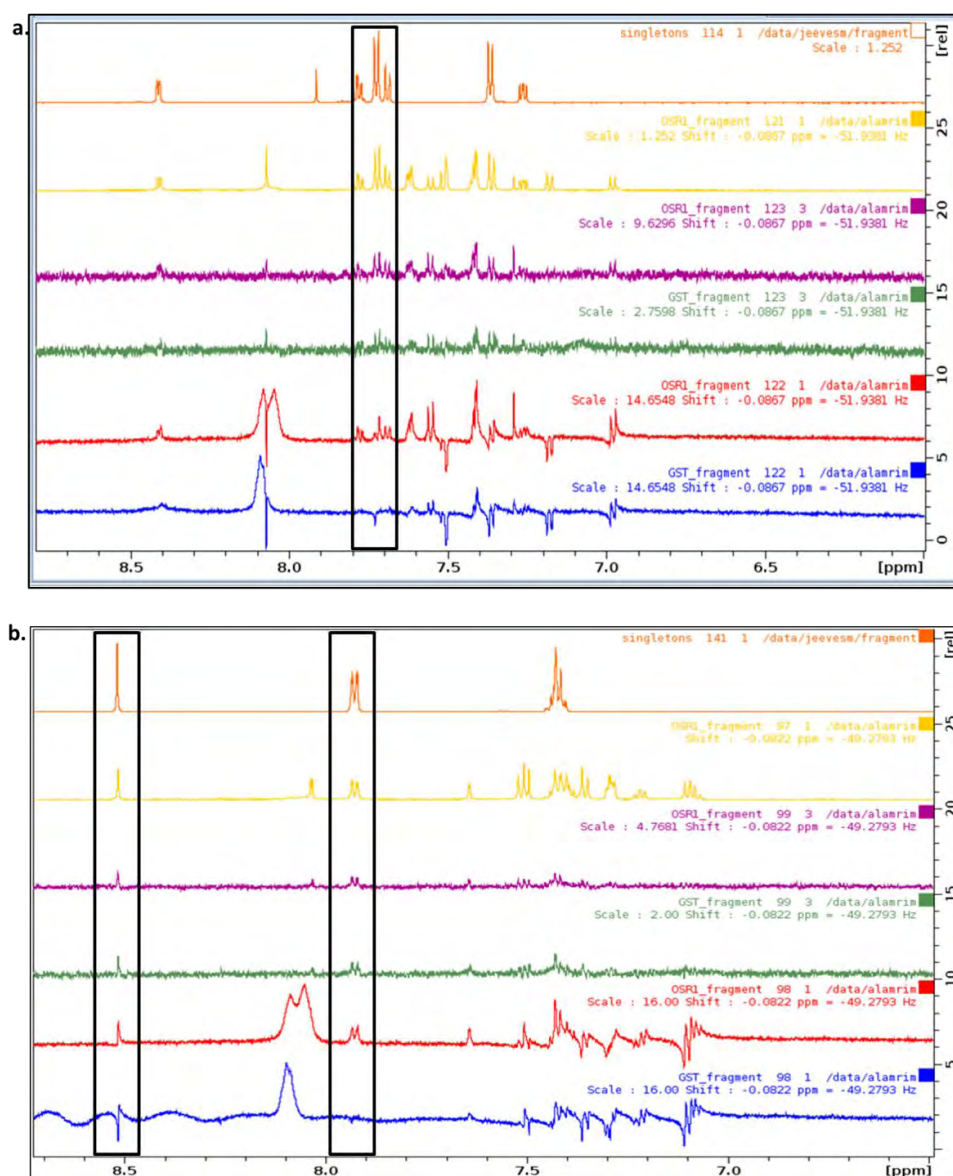 a.
singletons 114 1 /data/jeevesm/fragment
Scale : 1.252
[rel]
OSR1_fragment 121 1 /data/alamrim
Scale : 1.252 Shift : -0.0867 ppm = -51.9381 Hz
OSR1_fragment 123 3 /data/alamrim
Scale : 9.6296 Shift : -0.0867 ppm = -51.9381 Hz
GST_fragment 123 3 /data/alamrim
Scale : 2.7598 Shift : -0.0867 ppm = -51.9381 Hz
OSR1_fragment 122 1 /data/alamrim
Scale : 14.6548 Shift : -0.0867 ppm = -51.9381 Hz
GST_fragment 122 1 /data/alamrim
Scale : 14.6548 Shift : -0.0867 ppm = -51.9381 Hz
25
20
15
10
5
0
8.5 8.0 7.5 7.0 6.5 [ppm]
b.
singletons 141 1 /data/jeevesm/fragment
[rel]
OSR1_fragment 97 1 /data/alamrim
Shift : -0.0822 ppm = -49.2793 Hz
OSR1_fragment 99 3 /data/alamrim
Scale : 4.7681 Shift : -0.0822 ppm = -49.2793 Hz
GST_fragment 99 3 /data/alamrim
Scale : 2.00 Shift : -0.0822 ppm = -49.2793 Hz
OSR1_fragment 98 1 /data/alamrim
Scale : 16.00 Shift : -0.0822 ppm = -49.2793 Hz
GST_fragment 98 1 /data/alamrim
Scale : 16.00 Shift : -0.0822 ppm = -49.2793 Hz
25
20
15
10
5
8.5 8.0 7.5 7.0 [ppm]